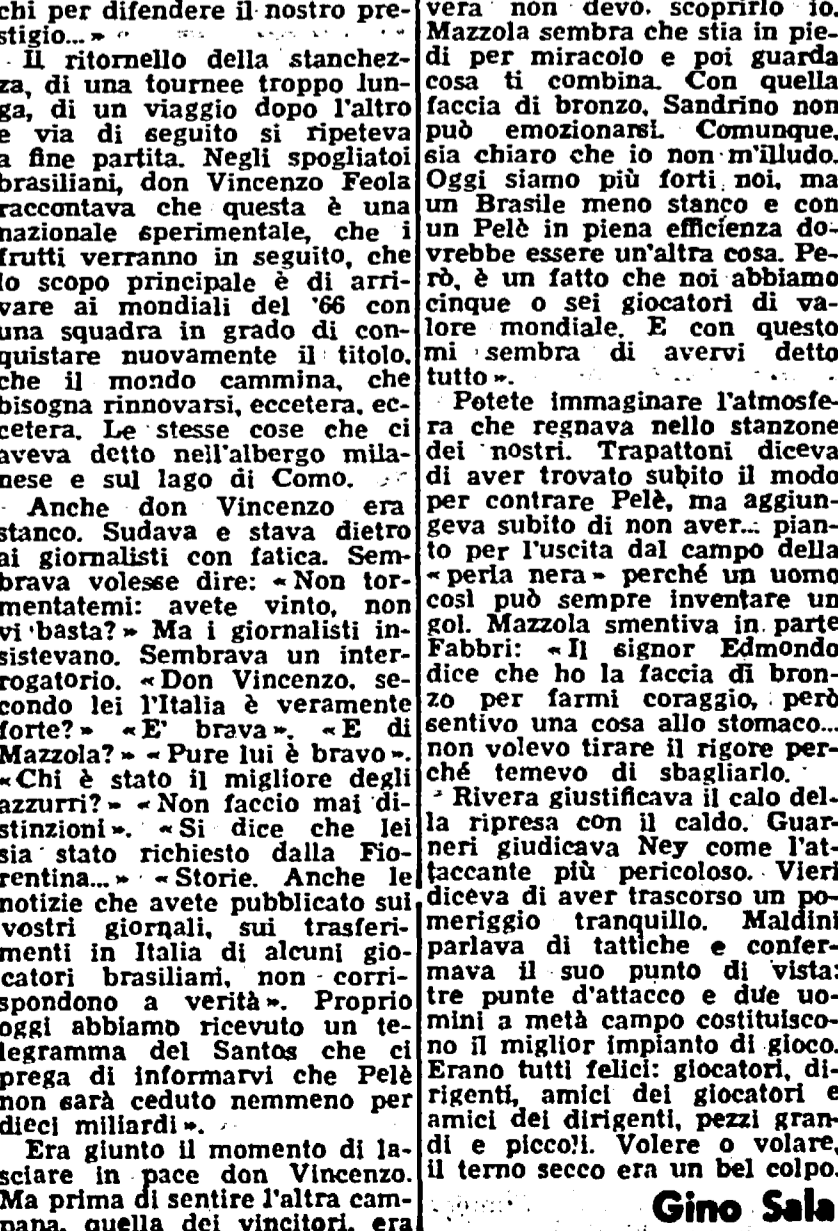 chi per difendere il nostro pre-
stigio...»
Il ritornello della stanchez-
za, di una tournee troppo lun-
ga, di un viaggio dopo l'altro
e via di seguito si ripeteva
a fine partita. Negli spogliatoi
brasiliani, don Vincenzo Feola
raccontava che questa è una
nazionale sperimentale, che i
frutti verranno in seguito, che
lo scopo principale è di arri-
vare ai mondiali del '66 con
una squadra in grado di con-
quistare nuovamente il titolo,
che il mondo cammina, che
bisogna rinnovarsi, eccetera, ec-
cetera. Le stesse cose che ci
aveva detto nell'albergo mila-
nese e sul lago di Como.
Anche don Vincenzo era
stanco. Sudava e stava dietro
ai giornalisti con fatica. Sem-
brava volesse dire: «Non tor-
mentatemi: avete vinto, non
vi basta?» Ma i giornalisti in-
sistevano. Sembrava un inter-
rogatorio. «Don Vincenzo, se-
condo lei l'Italia è veramente
forte?» «E' brava». «E di
Mazzola?» «Pure lui è bravo».
«Chi è stato il migliore degli
azzurri?» «Non faccio mai di-
stinzioni». «Si dice che lei
sia stato richiesto dalla Fio-
rentina...» «Storie. Anche le
notizie che avete pubblicato sui
vostri giornali, sui trasferi-
menti in Italia di alcuni gio-
catori brasiliani, non corri-
spondono a verità». Proprio
oggi abbiamo ricevuto un te-
legramma del Santos che ci
prega di informarvi che Pelè
non sarà ceduto nemmeno per
dieci miliardi».
Era giunto il momento di la-
sciare in pace don Vincenzo.
Ma prima di sentire l'altra cam-
pana, quella dei vincitori, era
vera non devo, scoprirlo io.
Mazzola sembra che stia in pie-
di per miracolo e poi guarda
cosa ti combina. Con quella
faccia di bronzo, Sandrino non
può emozionarsi. Comunque,
sia chiaro che io non m'illudo.
Oggi siamo più forti noi, ma
un Brasile meno stanco e con
un Pelè in piena efficienza do-
vrebbe essere un'altra cosa. Pe-
rò, è un fatto che noi abbiamo
cinque o sei giocatori di va-
lore mondiale. E con questo
mi sembra di avervi detto
tutto».
Potete immaginare l'atmosfe-
ra che regnava nello stanzone
dei nostri. Trapattoni diceva
di aver trovato subito il modo
per contrare Pelè, ma aggiun-
geva subito di non aver... pian-
to per l'uscita dal campo della
«perla nera» perché un uomo
così può sempre inventare un
gol. Mazzola smentiva in parte
Fabbri: «Il signor Edmondo
dice che ho la faccia di bron-
zo per farmi coraggio, però
sentivo una cosa allo stomaco...
non volevo tirare il rigore per-
ché temevo di sbagliarlo.
Rivera giustificava il calo del-
la ripresa con il caldo. Guar-
neri giudicava Ney come l'at-
taccante più pericoloso. Vieri
diceva di aver trascorso un po-
meriggio tranquillo. Maldini
parlava di tattiche e confer-
mava il suo punto di vista:
tre punte d'attacco e due uo-
mini a metà campo costituisco-
no il miglior impianto di gioco.
Erano tutti felici: giocatori, di-
rigenti, amici dei giocatori e
amici dei dirigenti, pezzi gran-
di e piccoli. Volere o volare,
il terno secco era un bel colpo.
Gino Sala